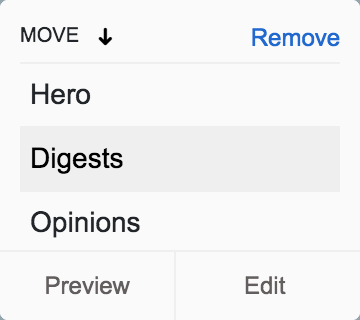 MOVE ↓ Remove
Hero
Digests
Opinions
Preview Edit